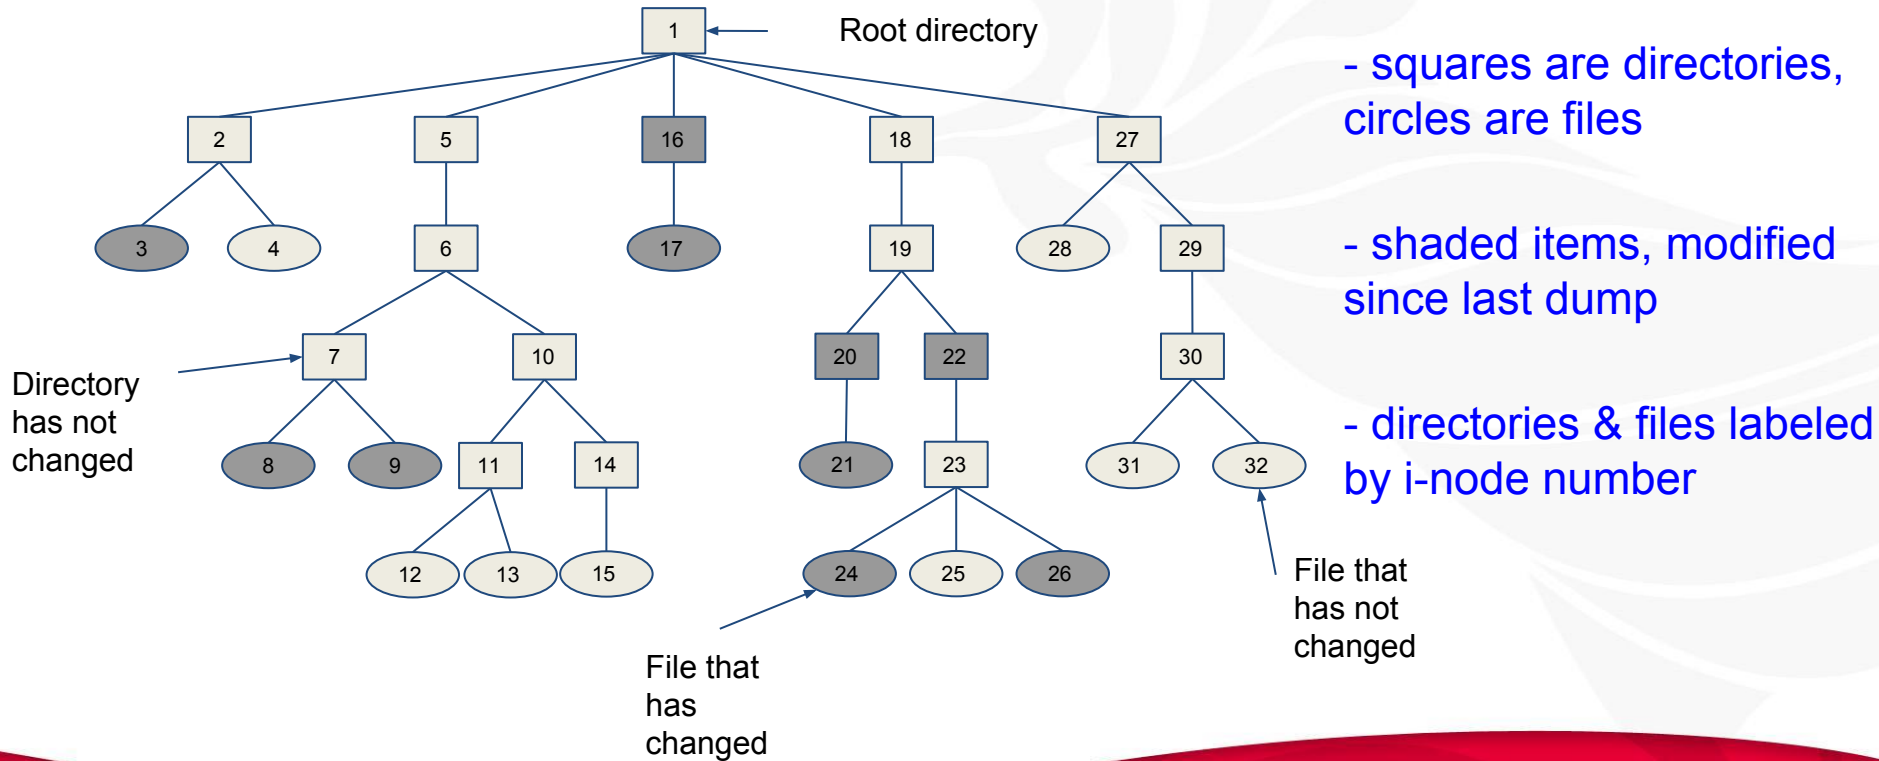 1
Root directory
- squares are directories,
circles are files
2
5
16
18
27
3
4
6
17
19
28
29
- shaded items, modified
since last dump
7
10
20
22
30
Directory
has not
changed
8
9
11
14
21
23
31
32
- directories & files labeled
by i-node number
12
13
15
24
25
26
File that
has not
changed
File that
has
changed